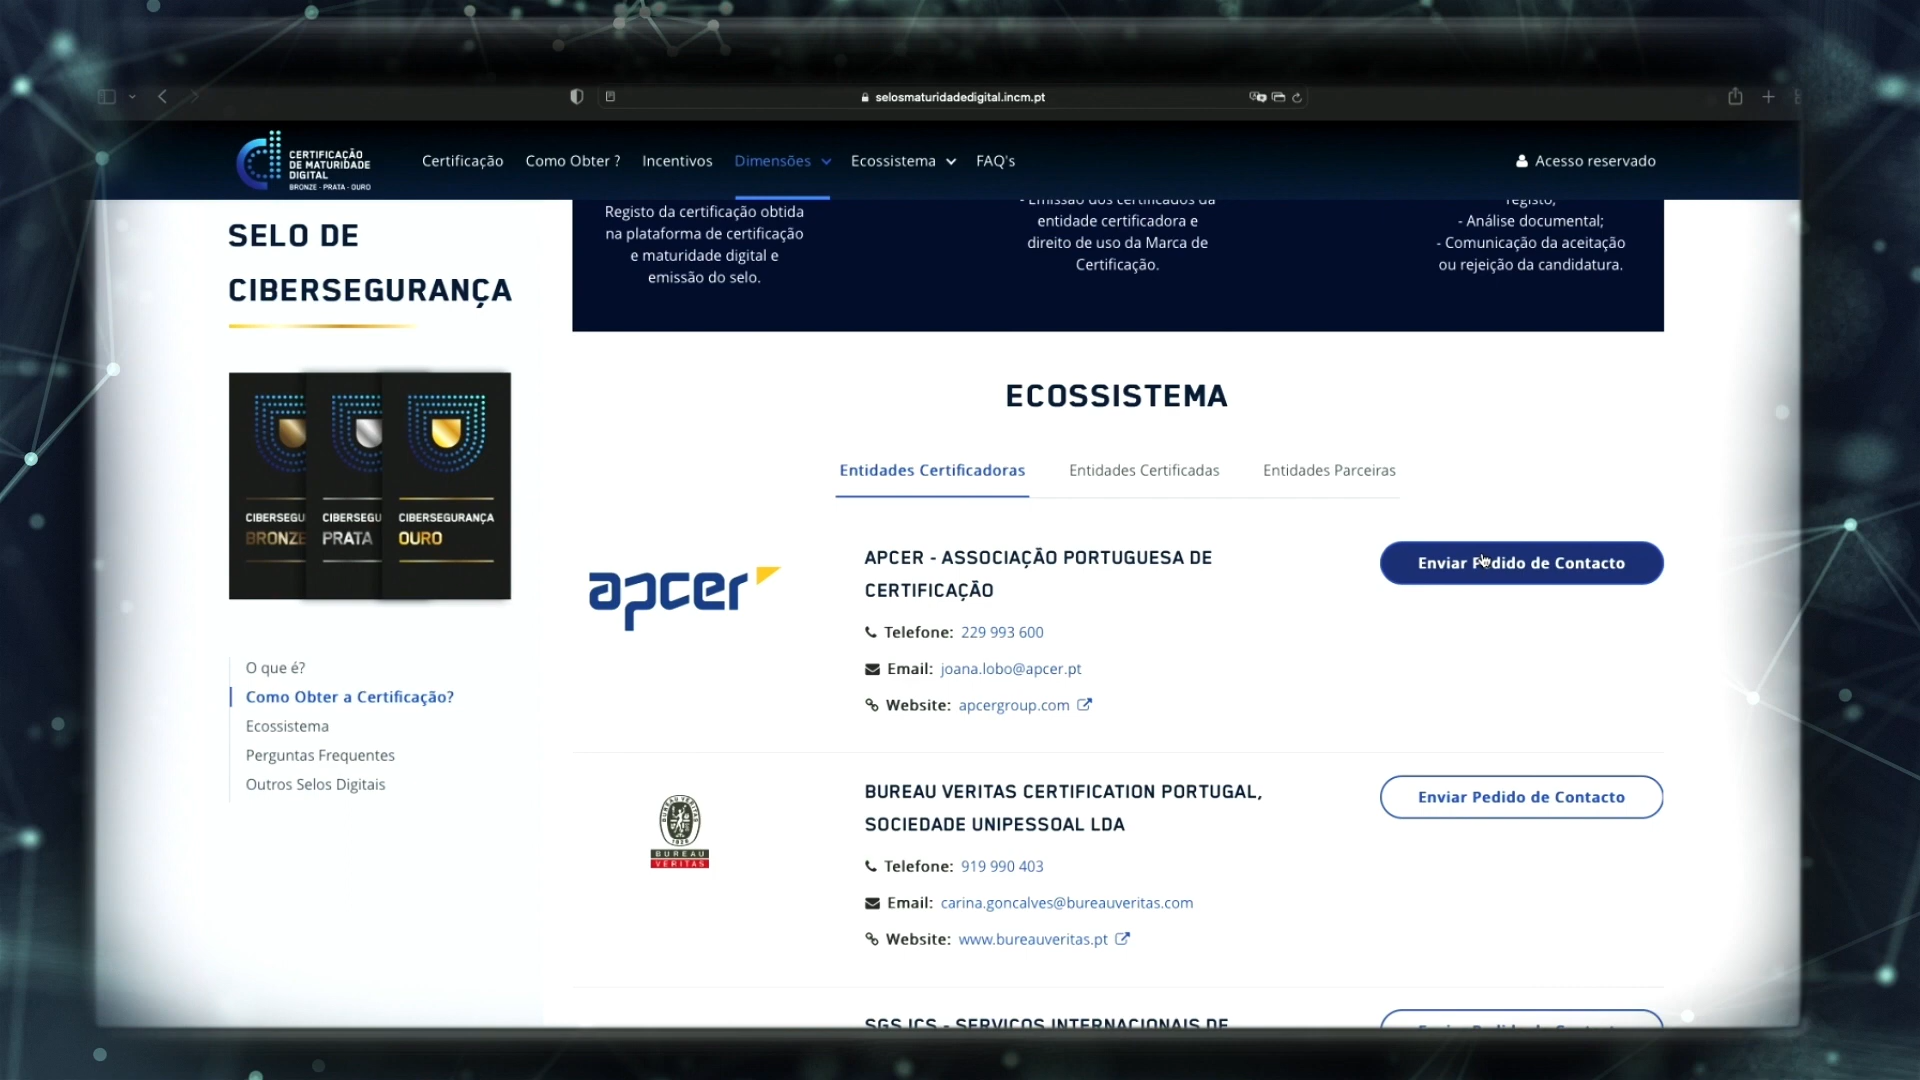 selosmaturidadedigital.incm.pt
CERTIFICAÇÃO
DE MATURIDADE
DIGITAL
BRONZE - PRATA - OURO
Certificação
Como Obter ?
Incentivos
Dimensões
Ecossistema
FAQ's
Acesso reservado
SELO DE
CIBERSEGURANÇA
CIBERSEGU
BRONZE
CIBERSEGU
PRATA
CIBERSEGURANÇA
OURO
O que é?
Como Obter a Certificação?
Ecossistema
Perguntas Frequentes
Outros Selos Digitais
Registo da certificação obtida
na plataforma de certificação
e maturidade digital e
emissão do selo.
- Emissão dos certificados da
entidade certificadora e
direito de uso da Marca de
Certificação.
registo;
- Análise documental;
- Comunicação da aceitação
ou rejeição da candidatura.
ECOSSISTEMA
Entidades Certificadoras
Entidades Certificadas
Entidades Parceiras
apcer
APCER - ASSOCIAÇÃO PORTUGUESA DE
CERTIFICAÇÃO
Telefone: 229 993 600
Email: joana.lobo@apcer.pt
Website: apcergroup.com
Enviar Pedido de Contacto
BUREAU
VERITAS
BUREAU VERITAS CERTIFICATION PORTUGAL,
SOCIEDADE UNIPESSOAL LDA
Telefone: 919 990 403
Email: carina.goncalves@bureauveritas.com
Website: www.bureauveritas.pt
Enviar Pedido de Contacto
SGS ICS - SERVIÇOS INTERNACIONAIS DE
Enviar Pedido de Contacto